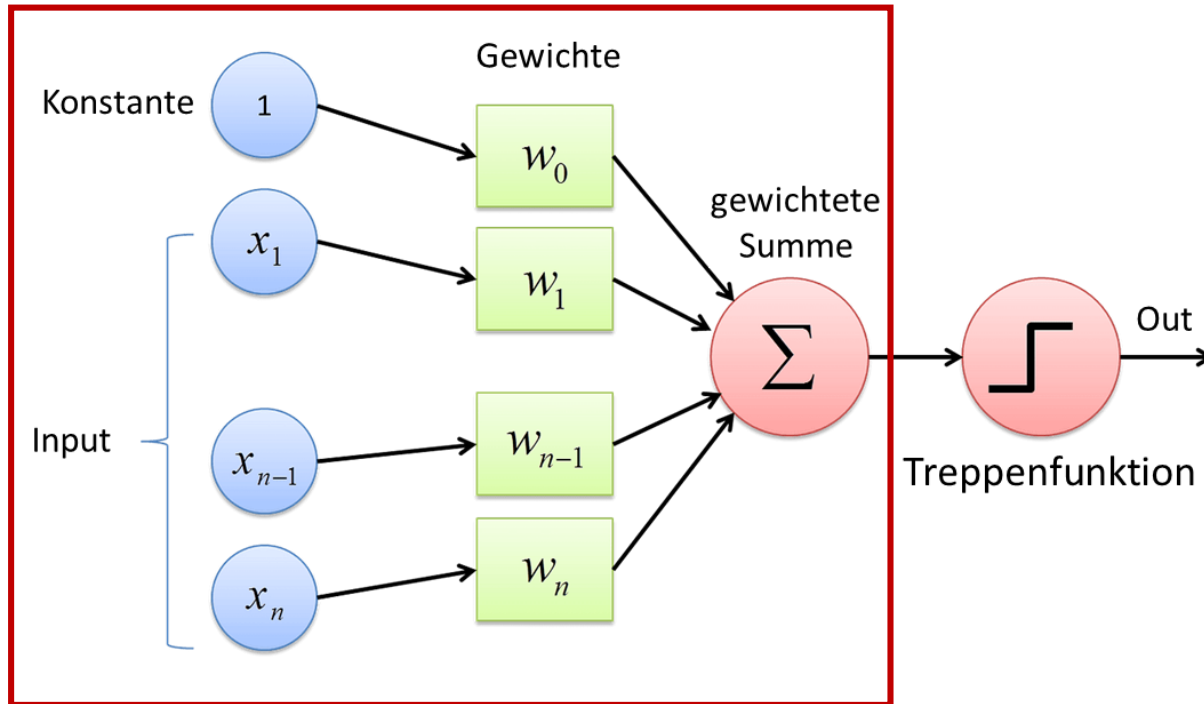 Gewichte
Konstante
1
w₀
x₁
w₁
gewichtete
Summe
Σ
Out
Input
xₙ₋₁
wₙ₋₁
Treppenfunktion
xₙ
wₙ